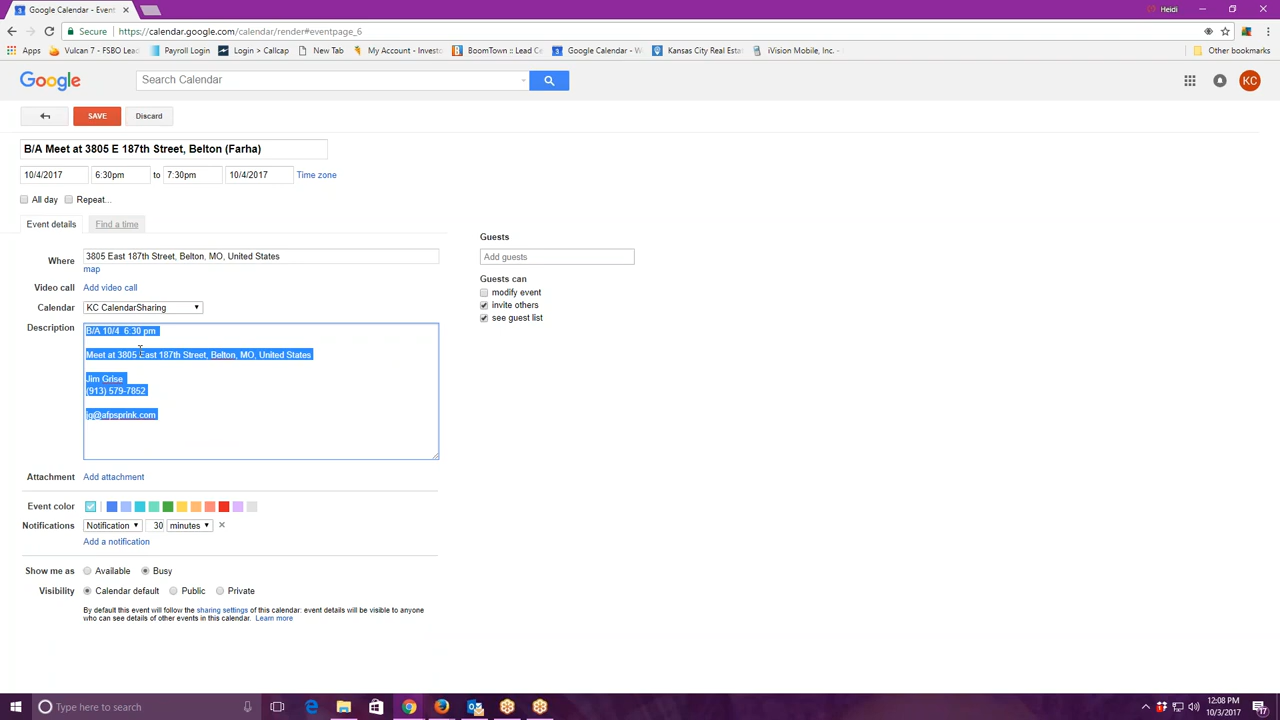 Google Calendar - Event
Heidi
Secure
https://calendar.google.com/calendar/render#eventpage_6
Apps
Vulcan 7 - FSBO Lead
Payroll Login
Login > Callcap
New Tab
My Account - Investo
BoomTown :: Lead C
Google Calendar - W
Kansas City Real Esta
iVision Mobile, Inc. -
Other bookmarks
Google
Search Calendar
KC
SAVE
Discard
B/A Meet at 3805 E 187th Street, Belton (Farha)
10/4/2017 6:30pm to 7:30pm 10/4/2017 Time zone
All day Repeat...
Event details Find a time
Guests
Where 3805 East 187th Street, Belton, MO, United States
Add guests
map
Guests can
Video call Add video call
modify event
Calendar KC CalendarSharing
invite others
see guest list
Description B/A 10/4 6:30 pm
Meet at 3805 East 187th Street, Belton, MO, United States
Jim Grise
(913) 579-7852
jg@afpsprink.com
Attachment Add attachment
Event color
Notifications Notification 30 minutes
Add a notification
Show me as Available Busy
Visibility Calendar default Public Private
By default this event will follow the sharing settings of this calendar: event details will be visible to anyone
who can see details of other events in this calendar. Learn more
Type here to search
12:08 PM
10/3/2017
17